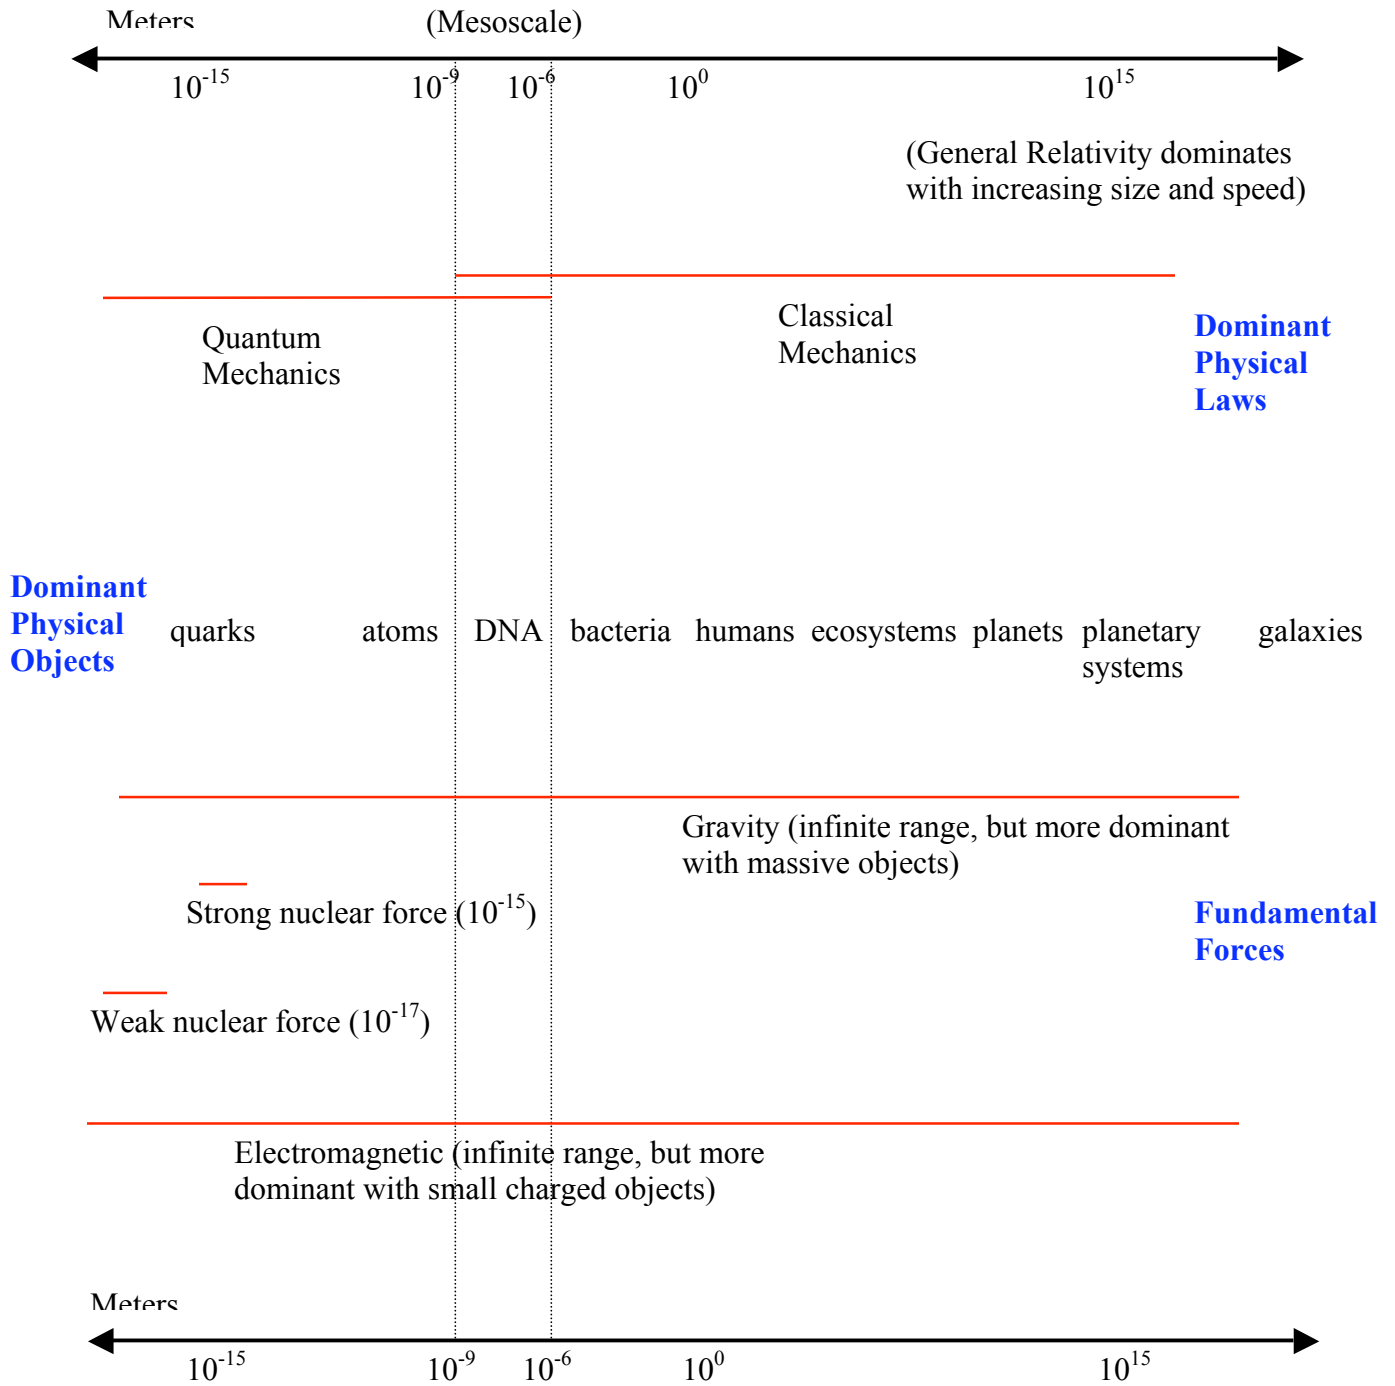 Meters (Mesoscale)
10⁻¹⁵ 10⁻⁹ 10⁻⁶ 10⁰ 10¹⁵
(General Relativity dominates
with increasing size and speed)
Quantum
Mechanics
Classical
Mechanics
Dominant
Physical
Laws
Dominant
Physical
Objects
quarks atoms DNA bacteria humans ecosystems planets planetary
systems
galaxies
Gravity (infinite range, but more dominant
with massive objects)
Strong nuclear force (10⁻¹⁵)
Fundamental
Forces
Weak nuclear force (10⁻¹⁷)
Electromagnetic (infinite range, but more
dominant with small charged objects)
Meters
10⁻¹⁵ 10⁻⁹ 10⁻⁶ 10⁰ 10¹⁵